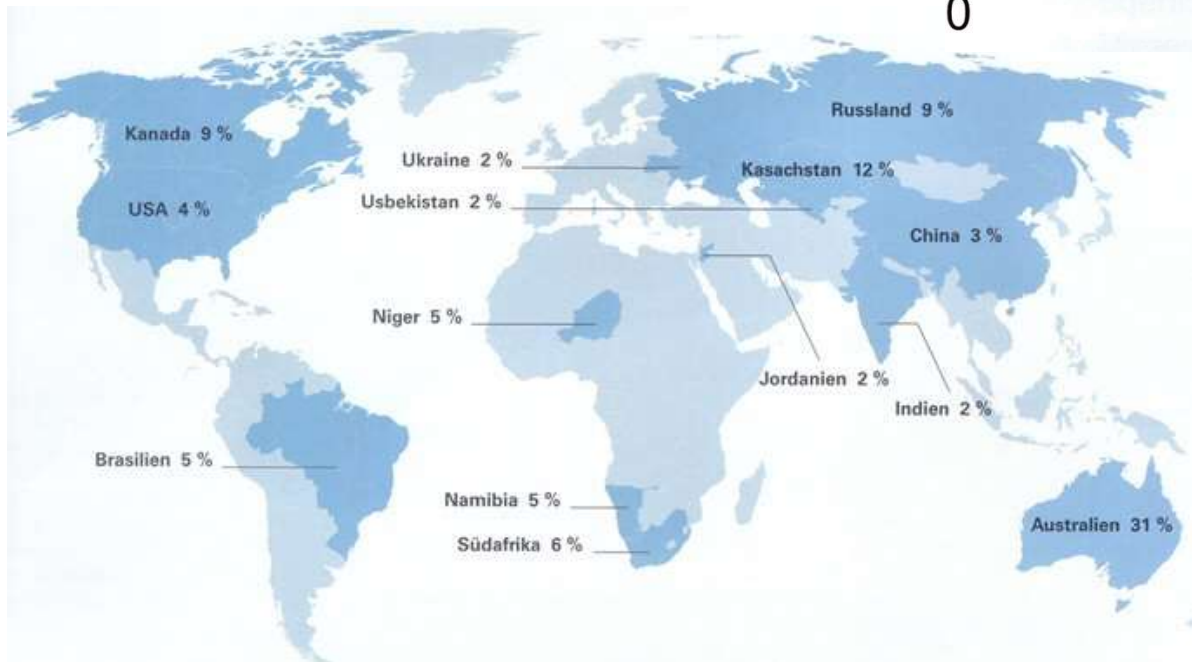 0
Russland 9 %
Kanada 9 %
Ukraine 2 %
Kasachstan 12 %
Usbekistan 2 %
USA 4 %
China 3 %
Niger 5 %
Jordanien 2 %
Indien 2 %
Brasilien 5 %
Namibia 5 %
Australien 31 %
Südafrika 6 %